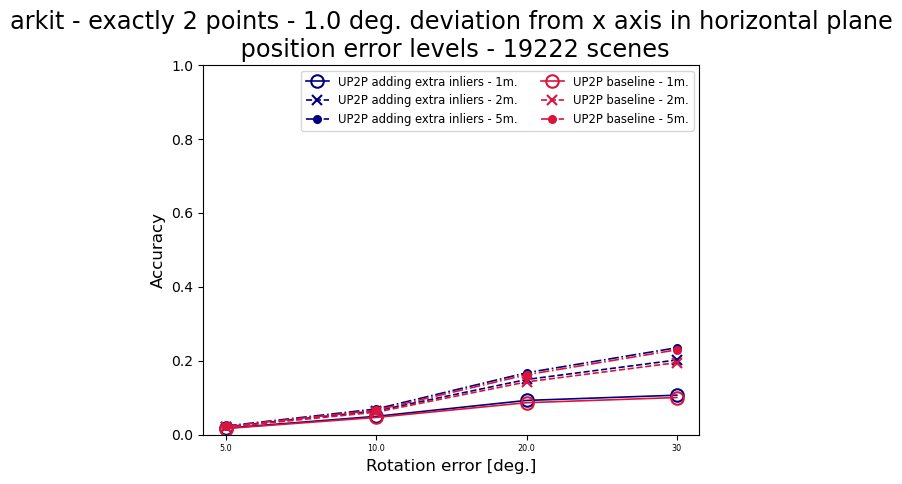 arkit - exactly 2 points - 1.0 deg. deviation from x axis in horizontal plane
position error levels - 19222 scenes
UP2P adding extra inliers - 1m.
UP2P adding extra inliers - 2m.
UP2P adding extra inliers - 5m.
UP2P baseline - 1m.
UP2P baseline - 2m.
UP2P baseline - 5m.
Accuracy
1.0
0.8
0.6
0.4
0.2
0.0
5.0 10.0 20.0 30
Rotation error [deg.]